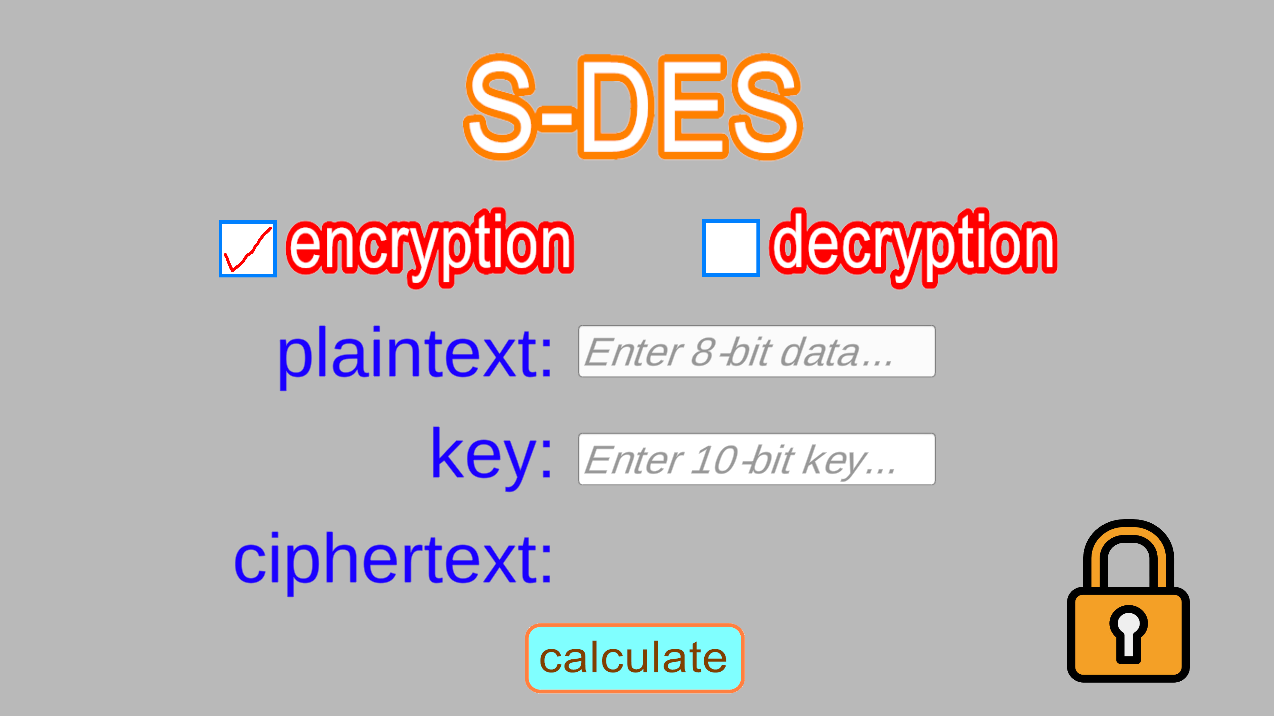 S-DES
encryption decryption
plaintext: Enter 8-bit data...
key: Enter 10-bit key...
ciphertext:
calculate